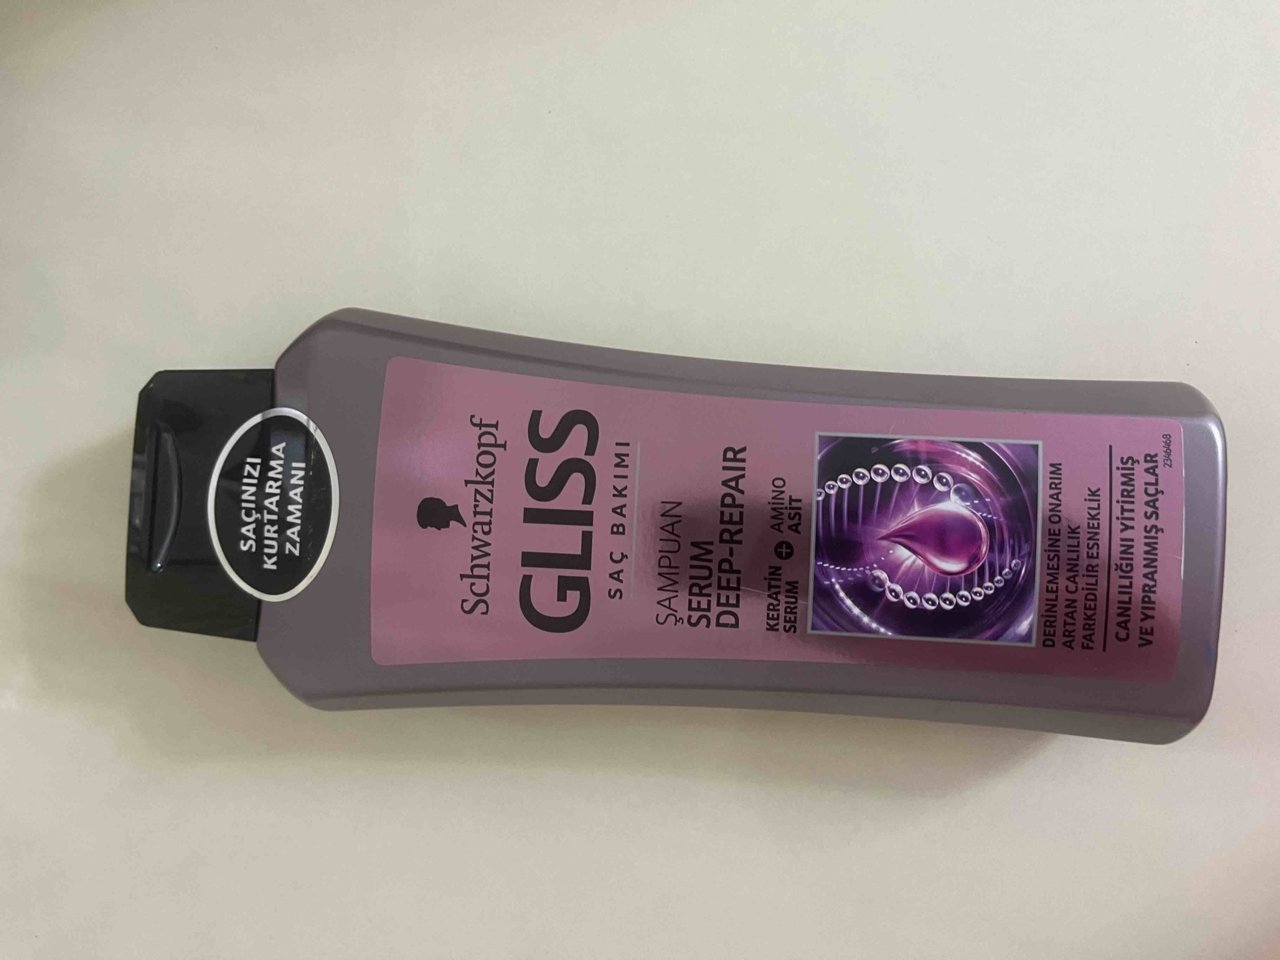 SAÇINIZI
KURTARMA
ZAMANI
Schwarzkopf
GLISS
SAÇ BAKIMI
ŞAMPUAN
SERUM
DEEP-REPAIR
KERATİN SERUM + AMİNO ASİT
DERİNLEMESİNE ONARIM
ARTAN CANLILIK
FARKEDİLİR ESNEKLİK
CANLILIĞINI YİTİRMİŞ
VE YIPRANMIŞ SAÇLAR
2346468